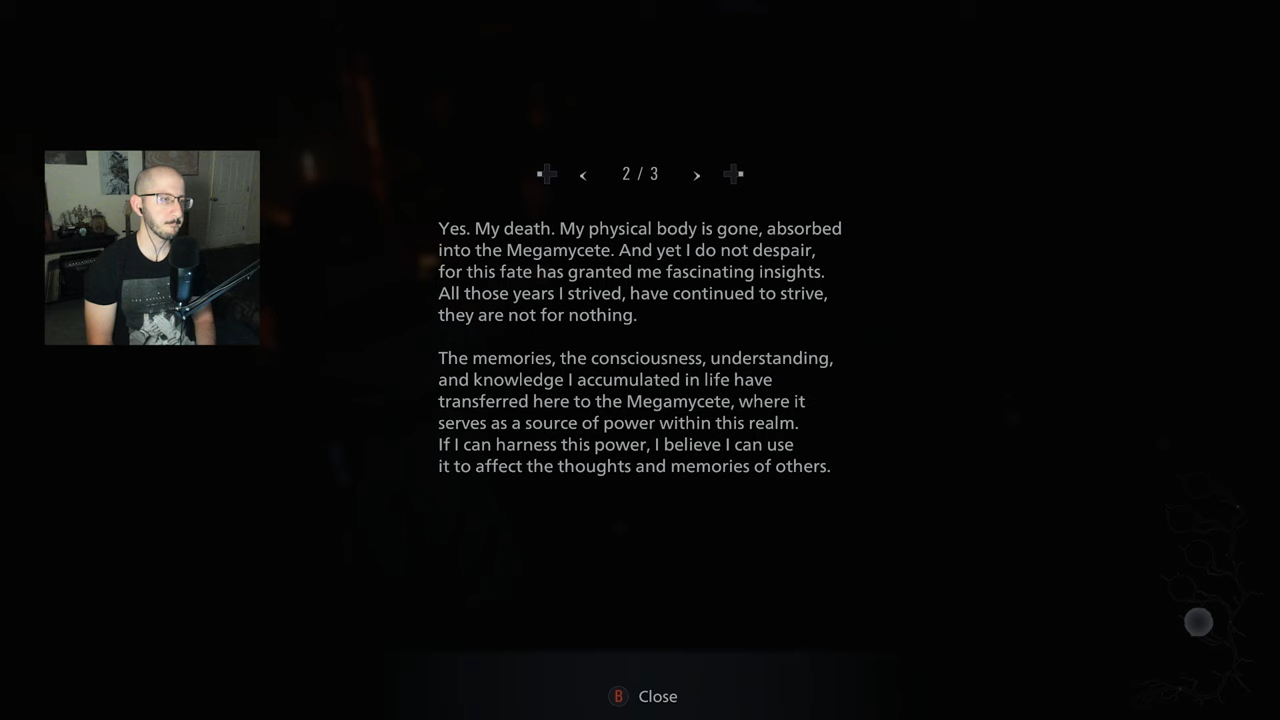 2 / 3
Yes. My death. My physical body is gone, absorbed
into the Megamycete. And yet I do not despair,
for this fate has granted me fascinating insights.
All those years I strived, have continued to strive,
they are not for nothing.
The memories, the consciousness, understanding,
and knowledge I accumulated in life have
transferred here to the Megamycete, where it
serves as a source of power within this realm.
If I can harness this power, I believe I can use
it to affect the thoughts and memories of others.
B Close